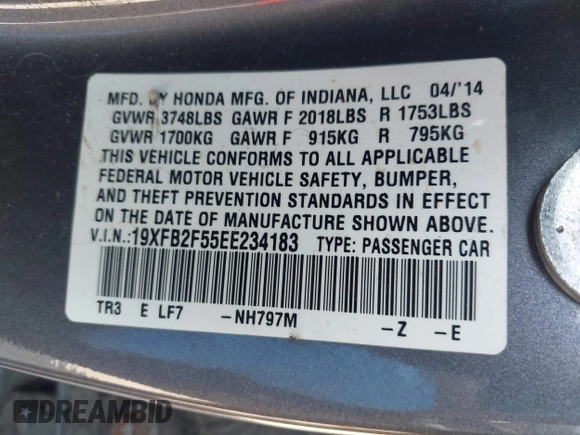 MFD. BY HONDA MFG. OF INDIANA, LLC 04/'14
GVWR 3748LBS GAWR F 2018LBS R 1753LBS
GVWR 1700KG GAWR F 915KG R 795KG
THIS VEHICLE CONFORMS TO ALL APPLICABLE
FEDERAL MOTOR VEHICLE SAFETY, BUMPER,
AND THEFT PREVENTION STANDARDS IN EFFECT
ON THE DATE OF MANUFACTURE SHOWN ABOVE.
V.I.N.:19XFB2F55EE234183 TYPE: PASSENGER CAR
TR3 E LF7 –NH797M –Z –E
DREAMBID